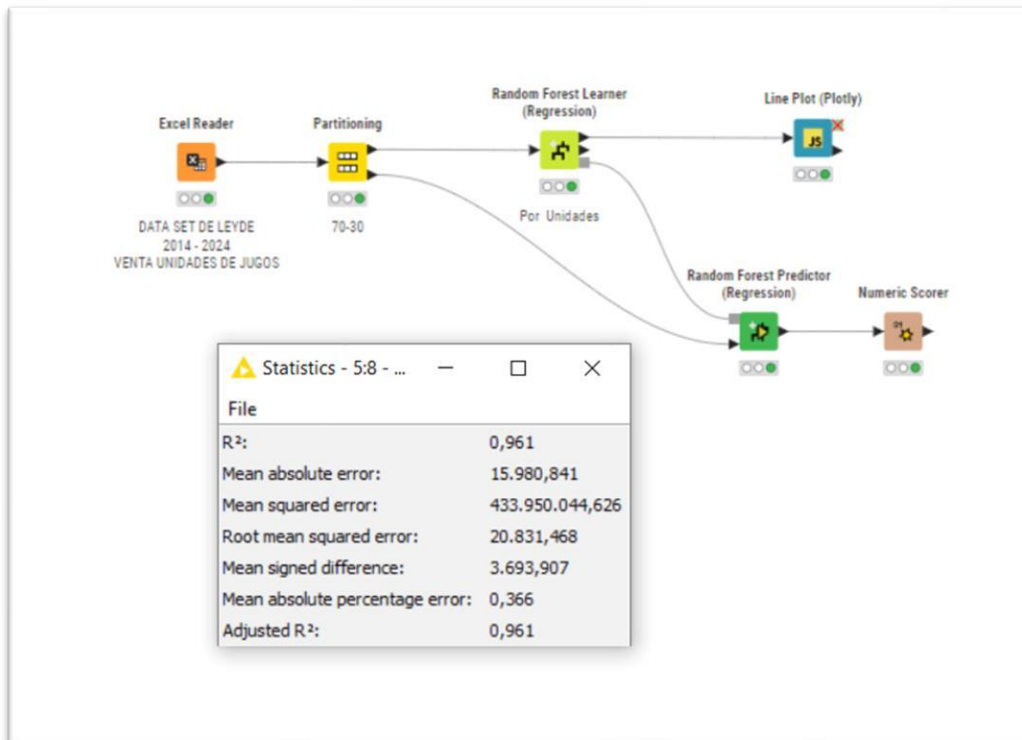 Excel Reader
DATA SET DE LEYDE
2014 - 2024
VENTA UNIDADES DE JUGOS
Partitioning
70-30
Random Forest Learner
(Regression)
Por Unidades
Line Plot (Plotly)
JS
Random Forest Predictor
(Regression)
Numeric Scorer
Statistics - 5:8 - ...
File
R²: 0,961
Mean absolute error: 15.980,841
Mean squared error: 433.950.044,626
Root mean squared error: 20.831,468
Mean signed difference: 3.693,907
Mean absolute percentage error: 0,366
Adjusted R²: 0,961